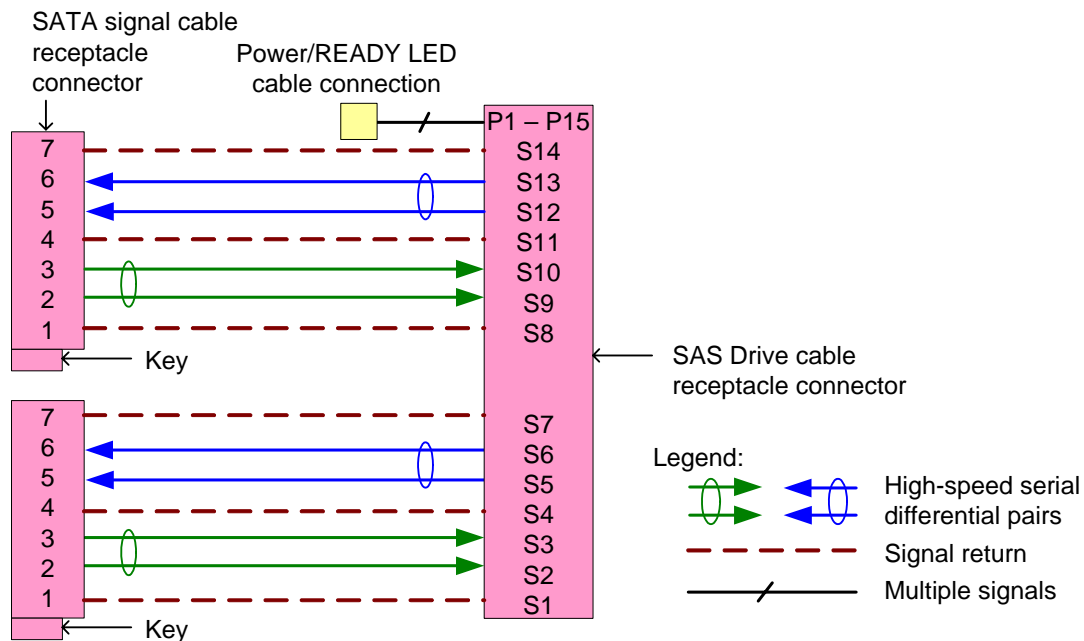 SATA signal cable
receptacle
connector
Power/READY LED
cable connection
P1 – P15
7
S14
6
S13
5
S12
4
S11
3
S10
2
S9
1
S8
Key
SAS Drive cable
receptacle connector
7
S7
6
S6
5
S5
4
S4
3
S3
2
S2
1
S1
Key
Legend:
High-speed serial
differential pairs
Signal return
Multiple signals